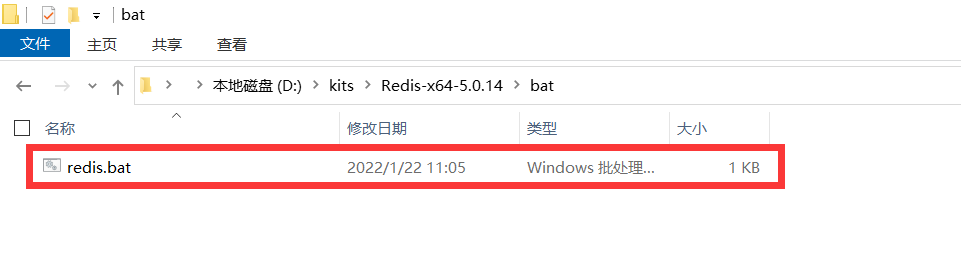 bat
文件 主页 共享 查看
本地磁盘 (D:) kits Redis-x64-5.0.14 bat
名称 修改日期 类型 大小
redis.bat 2022/1/22 11:05 Windows 批处理... 1 KB